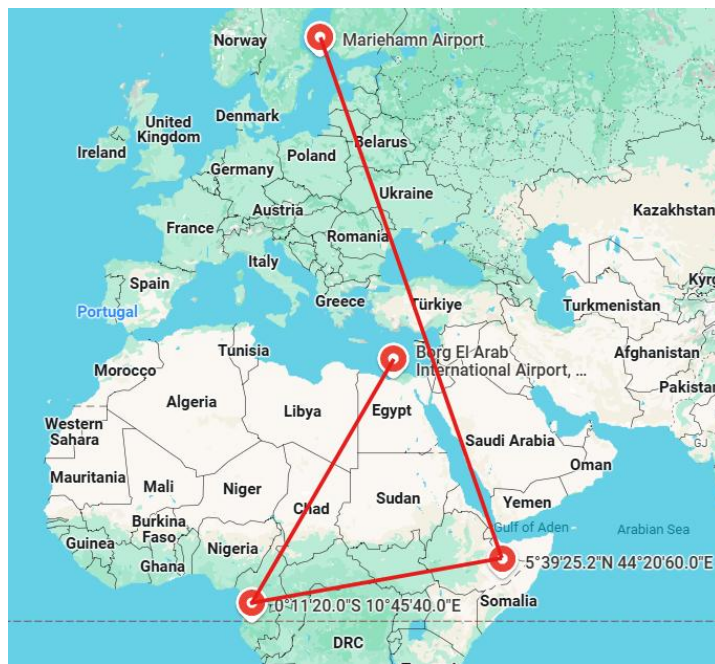 Norway
Mariehamn Airport
Denmark
United
Kingdom
Ireland
Belarus
Poland
Germany
Ukraine
Kazakhstan
Austria
France
Romania
Italy
Spain
Portugal
Greece
Türkiye
Turkmenistan
Tunisia
Borg El Arab
International Airport, ...
Afghanistan
Morocco
Pakistan
Algeria
Libya
Egypt
Western
Sahara
Saudi Arabia
GJ
Oman
Mauritania
Mali
Niger
Sudan
Chad
Yemen
Burkina
Faso
Gulf of Aden
Arabian Sea
Guinea
Nigeria
Ghana
5°39'25.2"N 44°20'60.0"E
Somalia
0°11'20.0"S 10°45'40.0"E
DRC